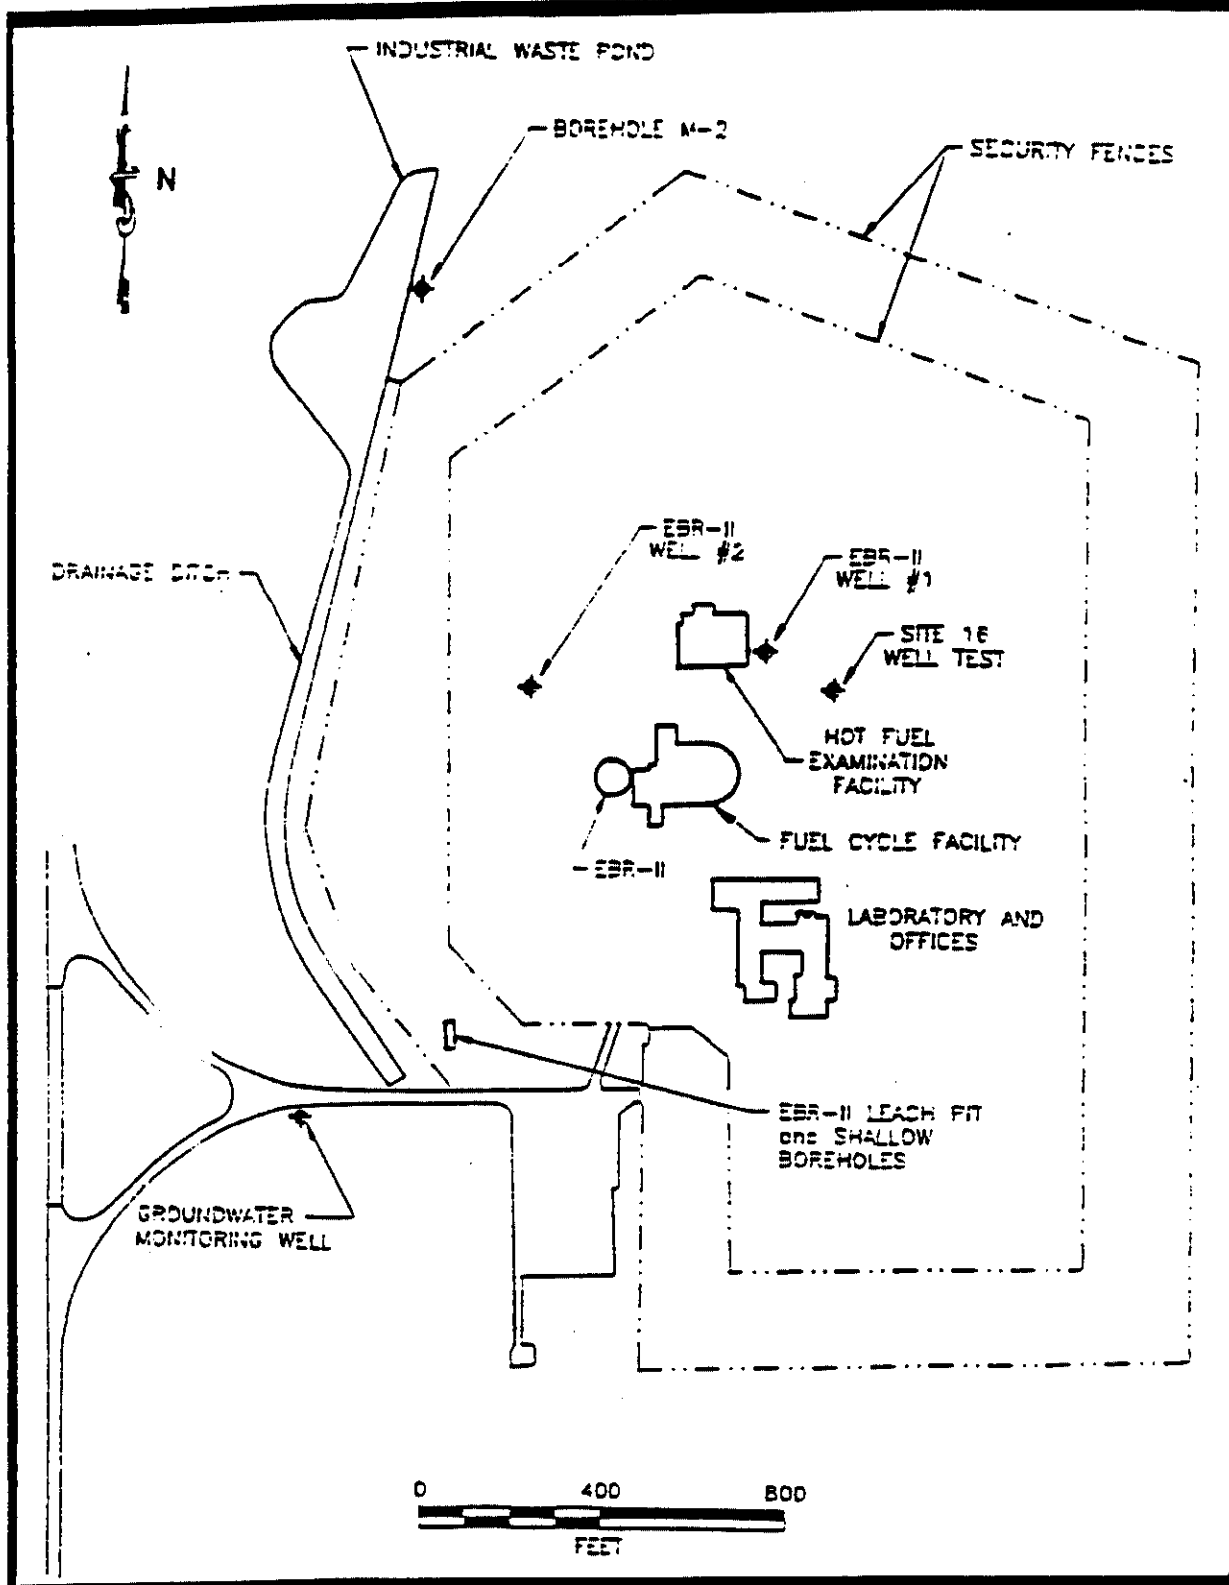 INDUSTRIAL WASTE POND
BOREHOLE M-2
SECURITY FENCES
N
EBR-II
WELL #2
EBR-II
WELL #1
DRAINAGE DITCH
SITE 16
WELL TEST
HOT FUEL
EXAMINATION
FACILITY
FUEL CYCLE FACILITY
EBR-II
LABORATORY AND
OFFICES
EBR-II LEACH PIT
and SHALLOW
BOREHOLES
GROUNDWATER
MONITORING WELL
0 400 800
FEET